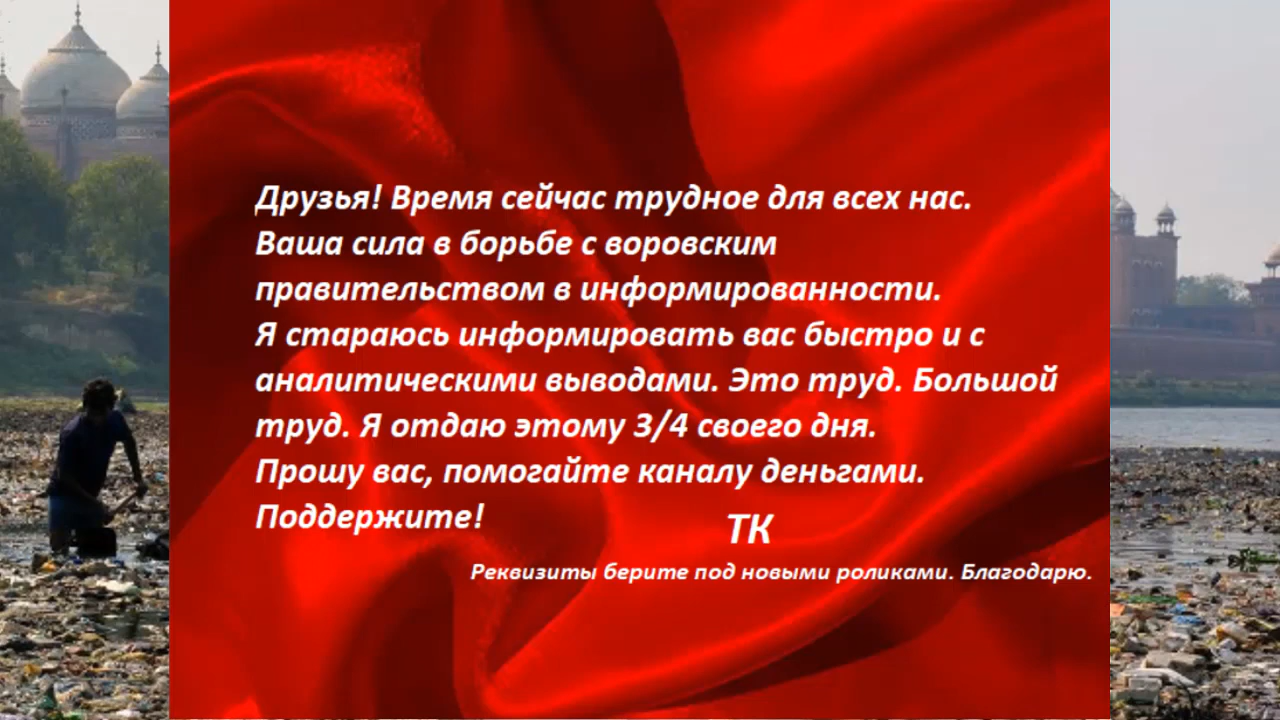 Друзья! Время сейчас трудное для всех нас.
Ваша сила в борьбе с воровским
правительством в информированности.
Я стараюсь информировать вас быстро и с
аналитическими выводами. Это труд. Большой
труд. Я отдаю этому 3/4 своего дня.
Прошу вас, помогайте каналу деньгами.
Поддержите!
ТК
Реквизиты берите под новыми роликами. Благодарю.